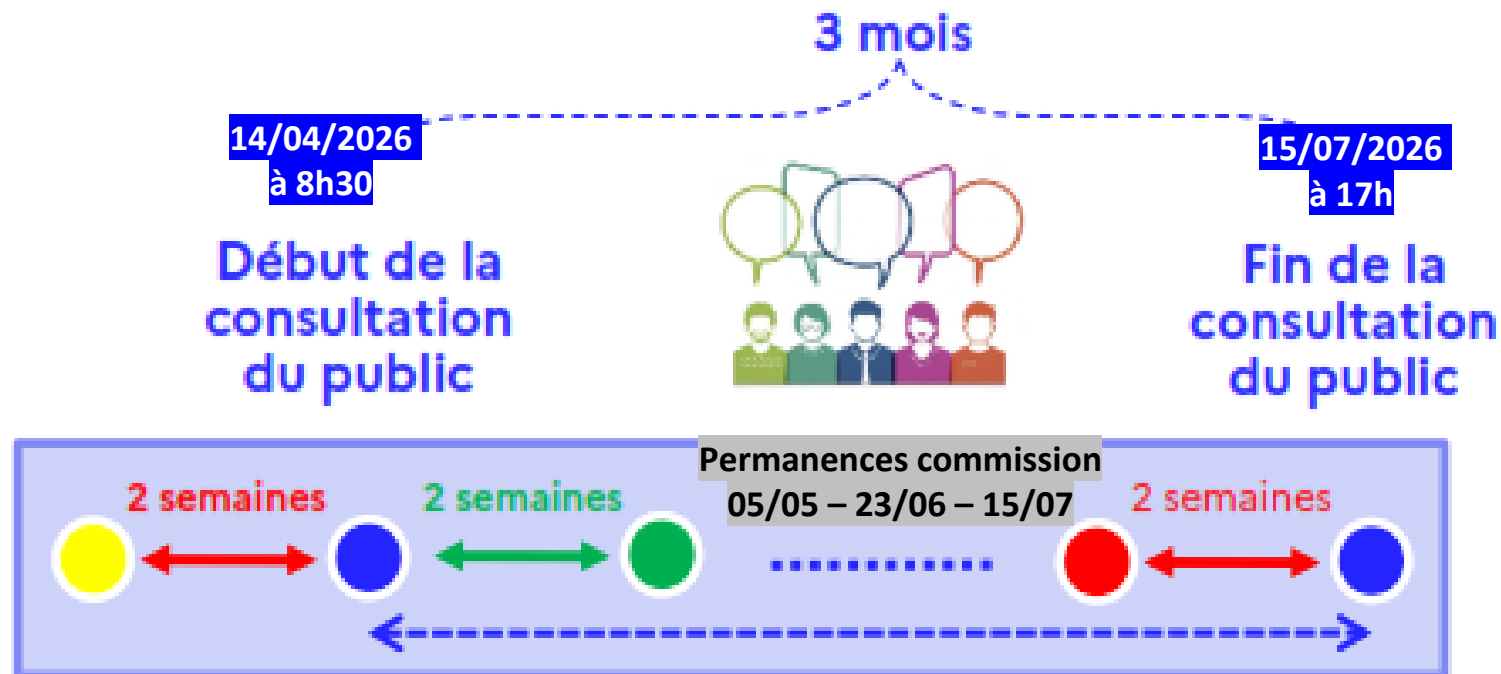 3 mois
14/04/2026
à 8h30
15/07/2026
à 17h
Début de la
consultation
du public
Fin de la
consultation
du public
Permanences commission
05/05 – 23/06 – 15/07
2 semaines
2 semaines
2 semaines